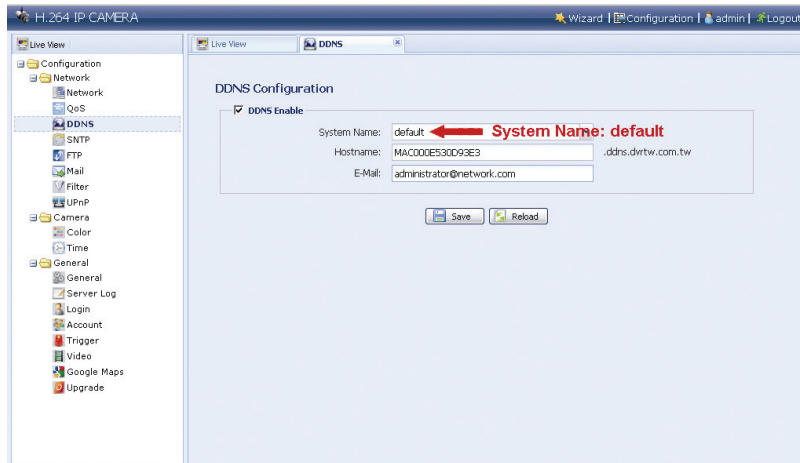 H.264 IP CAMERA
Wizard | Configuration | admin | Logout
Live View
Live View
DDNS
Configuration
Network
Network
QoS
DDNS
SNTP
FTP
Mail
Filter
UPnP
Camera
Color
Time
General
General
Server Log
Login
Account
Trigger
Video
Google Maps
Upgrade
DDNS Configuration
DDNS Enable
System Name: default System Name: default
Hostname: MAC000E530D93E3 .ddns.dvrtw.com.tw
E-Mail: administrator@network.com
Save Reload